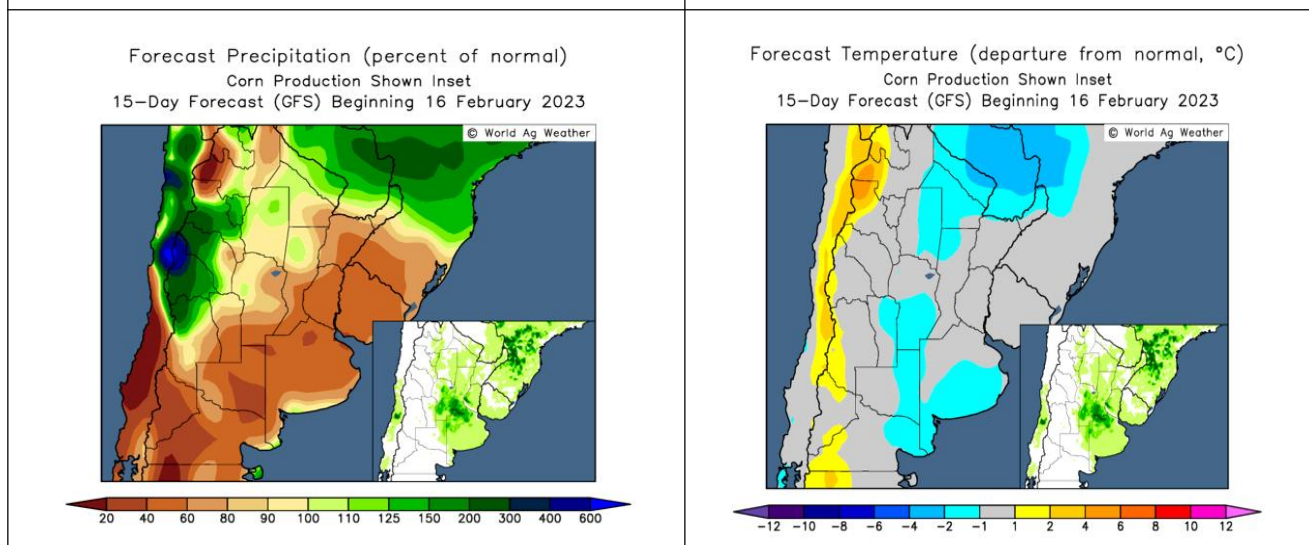 Forecast Precipitation (percent of normal)
Corn Production Shown Inset
15-Day Forecast (GFS) Beginning 16 February 2023
© World Ag Weather
20 40 60 80 90 100 110 125 150 200 300 400 600
Forecast Temperature (departure from normal, °C)
Corn Production Shown Inset
15-Day Forecast (GFS) Beginning 16 February 2023
© World Ag Weather
-12 -10 -8 -6 -4 -2 -1 1 2 4 6 8 10 12